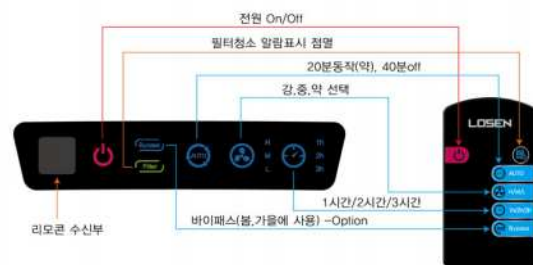 전원 On/Off
필터청소 알람표시 점멸
20분동작(약), 40분off
강,중,약 선택
LOSEN
Bypass
AUTO
H
M
L
1h
2h
3h
Filter
AUTO
H/M/L
1h/2h/3h
Bypass
1시간/2시간/3시간
바이패스(봄,가을에 사용) -Option
리모콘 수신부